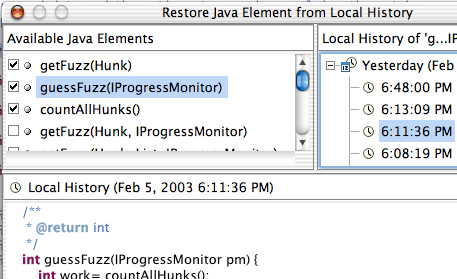 Restore Java Element from Local History
Available Java Elements
getFuzz(Hunk)
guessFuzz(IProgressMonitor)
countAllHunks()
getFuzz(Hunk, IProgressMonitor)
Local History of 'g...IP
Yesterday (Feb
6:48:00 PM
6:13:09 PM
6:11:36 PM
6:08:19 PM
Local History (Feb 5, 2003 6:11:36 PM)
/**
* @return int
*/
int guessFuzz(IProgressMonitor pm) {
int work= countAllHunks();